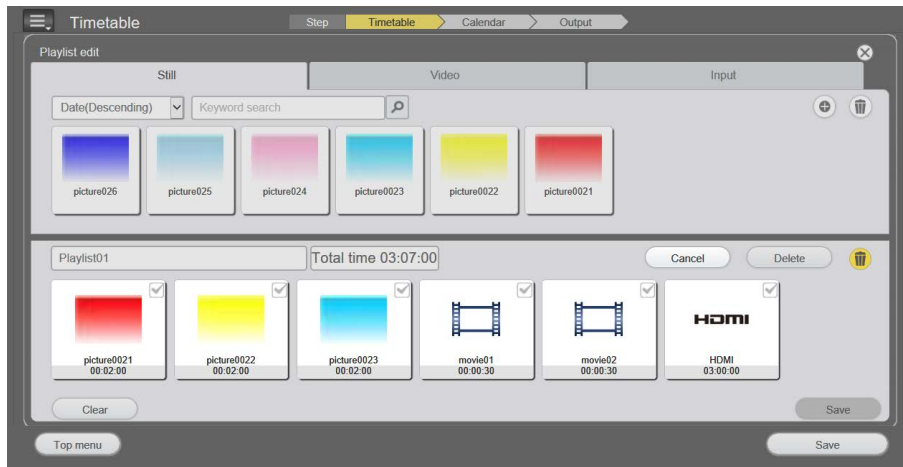 Timetable
Step Timetable Calendar Output
Playlist edit
Still Video Input
Date(Descending) Keyword search
picture026 picture025 picture024 picture0023 picture0022 picture0021
Playlist01 Total time 03:07:00 Cancel Delete
HDMI
picture0021 picture0022 picture0023 movie01 movie02 HDMI
00:02:00 00:02:00 00:02:00 00:00:30 00:00:30 03:00:00
Clear Save
Top menu Save